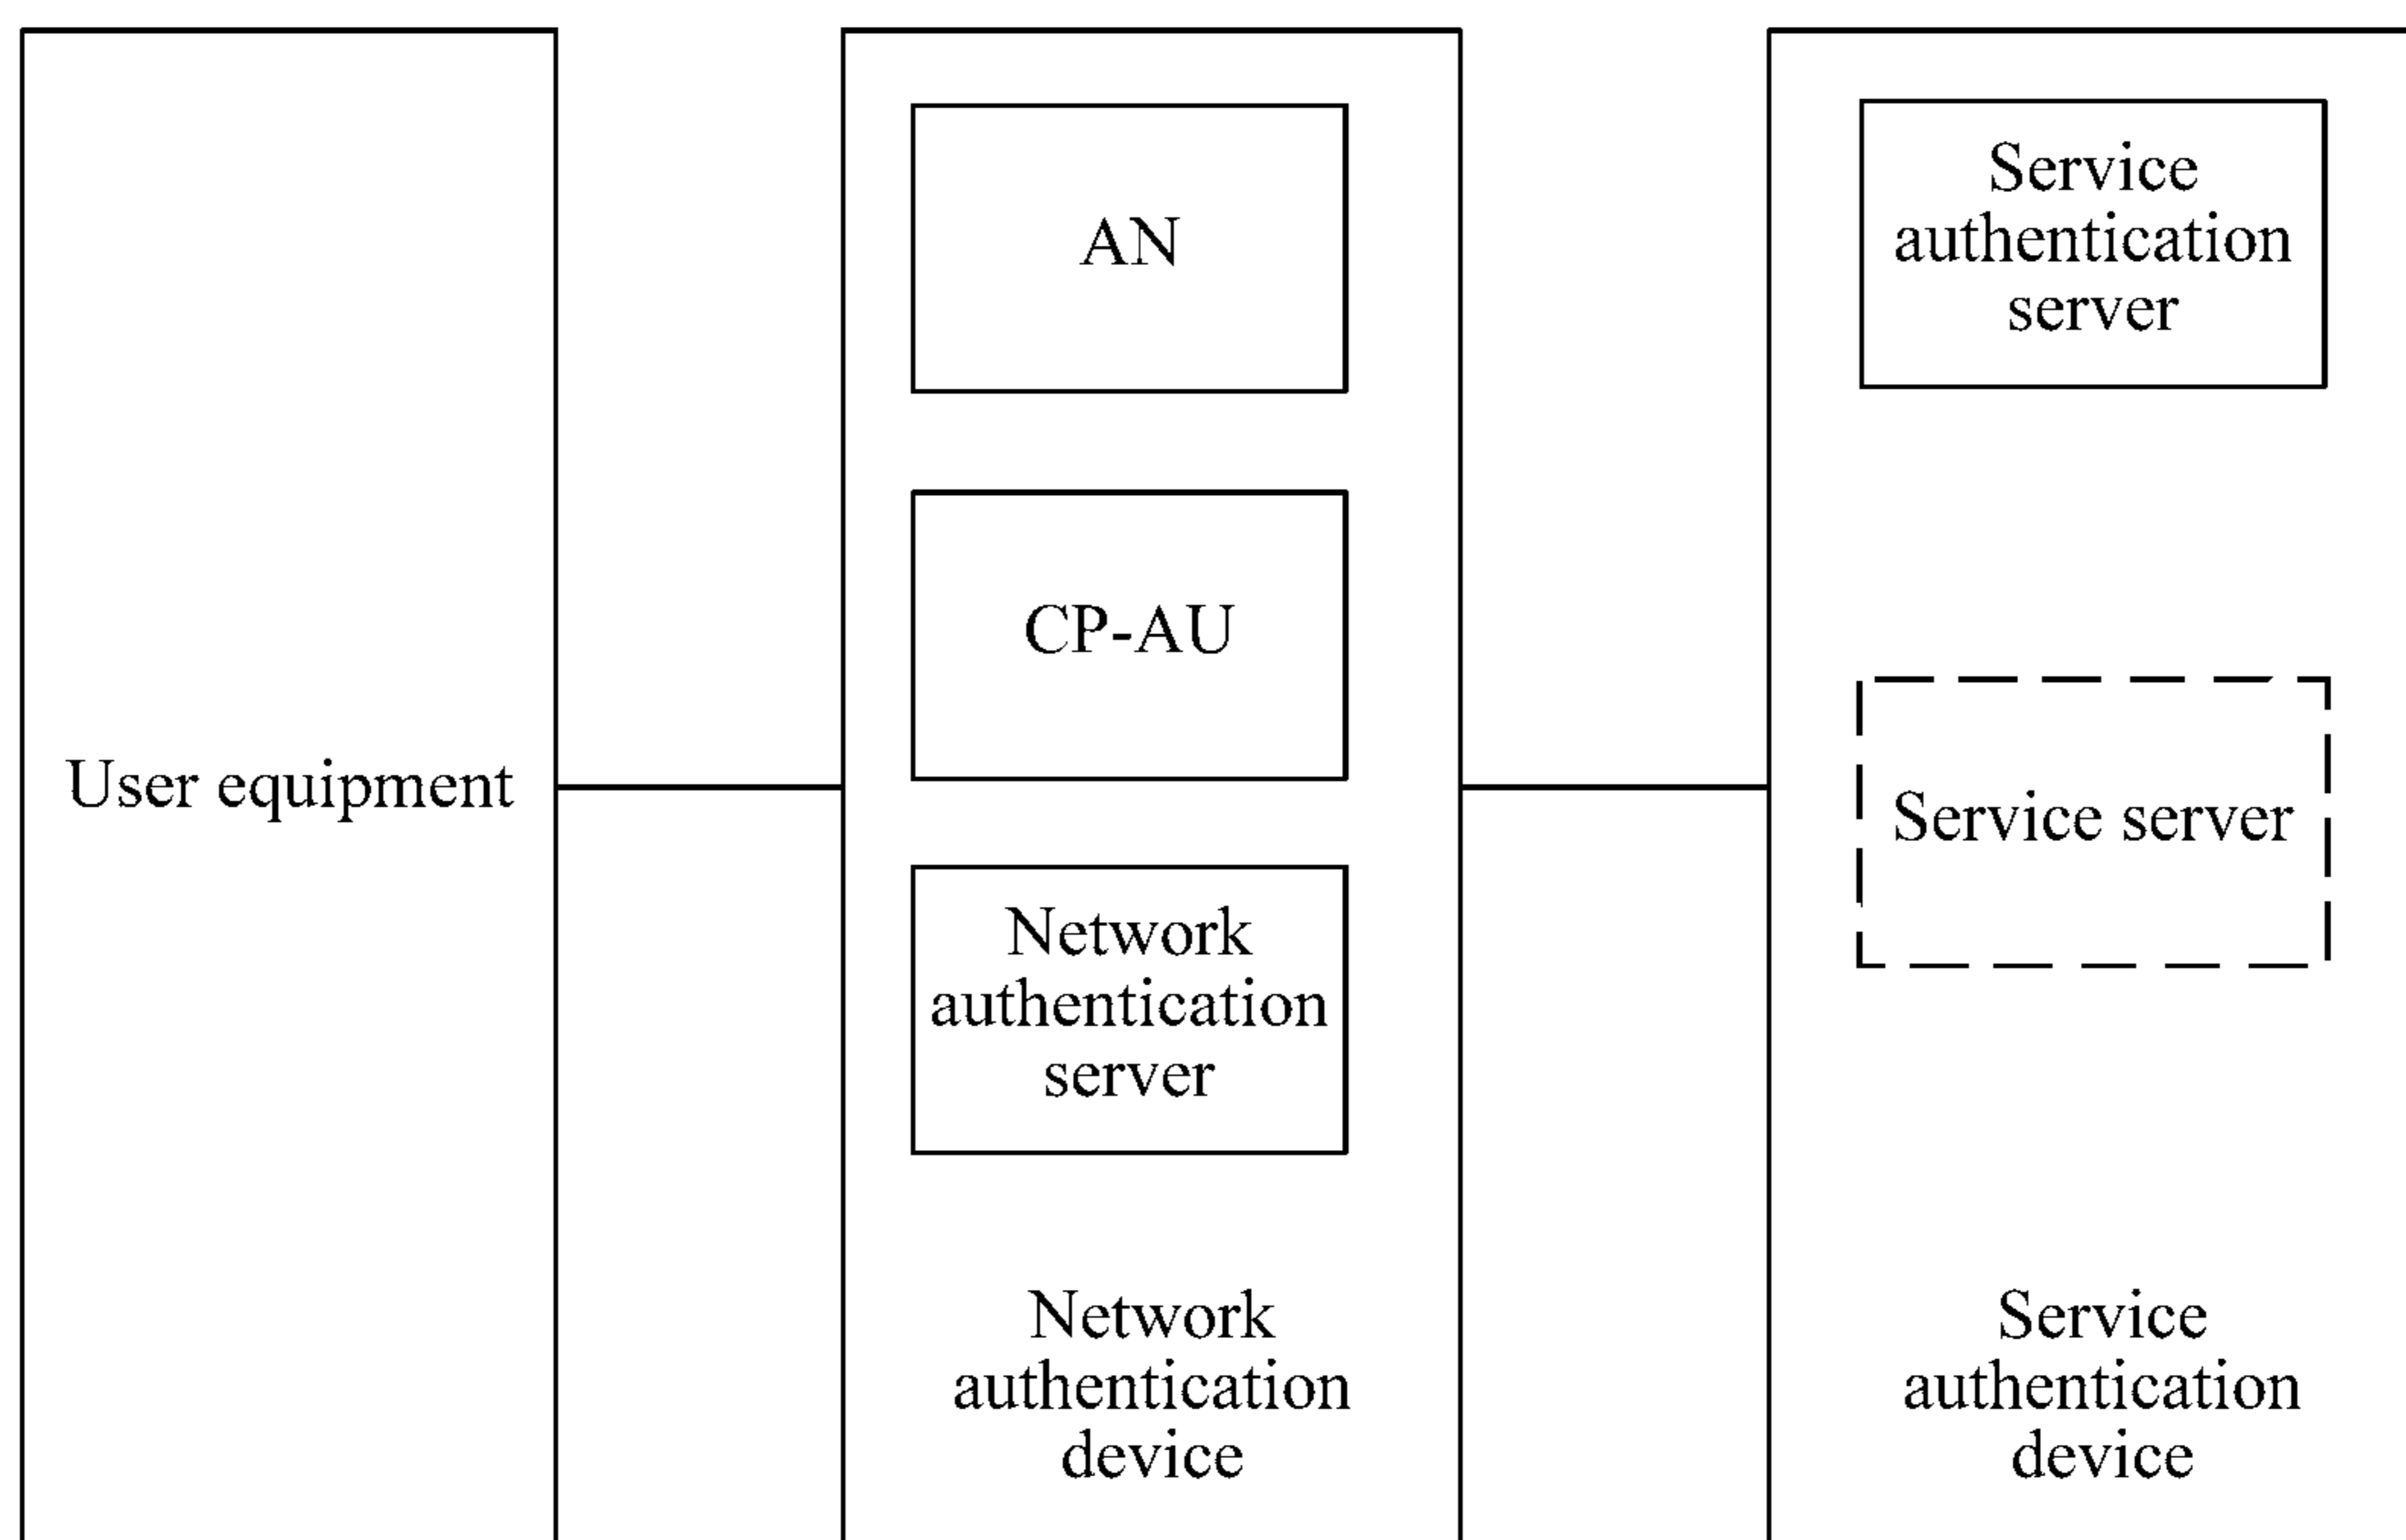 User equipment
AN
CP-AU
Network
authentication
server
Network
authentication
device
Service
authentication
server
Service server
Service
authentication
device